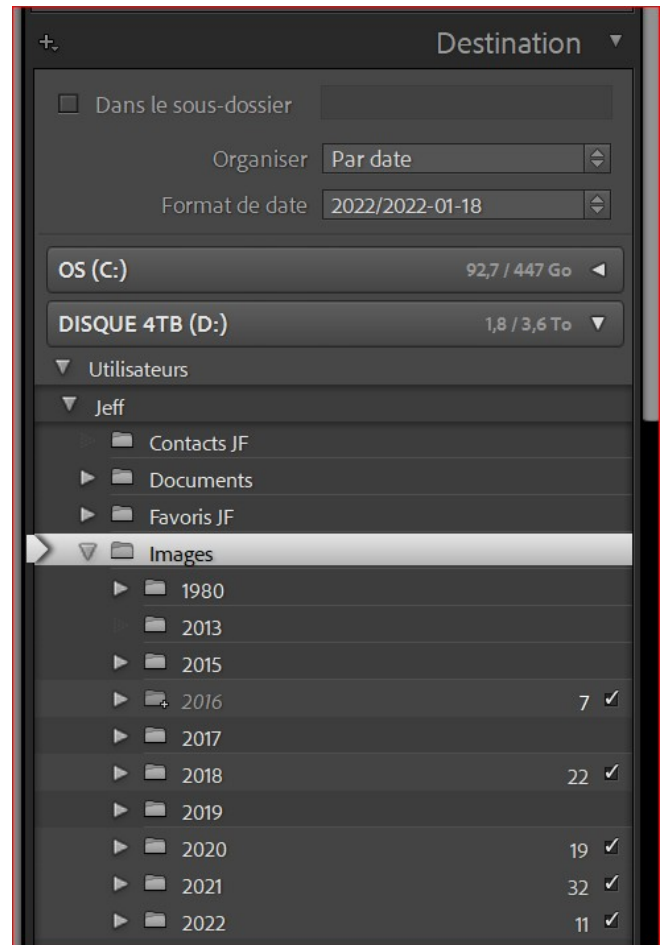 Destination
Dans le sous-dossier
Organiser Par date
Format de date 2022/2022-01-18
OS (C:) 92,7 / 447 Go
DISQUE 4TB (D:) 1,8 / 3,6 To
Utilisateurs
Jeff
Contacts JF
Documents
Favoris JF
Images
1980
2013
2015
2016 7
2017
2018 22
2019
2020 19
2021 32
2022 11